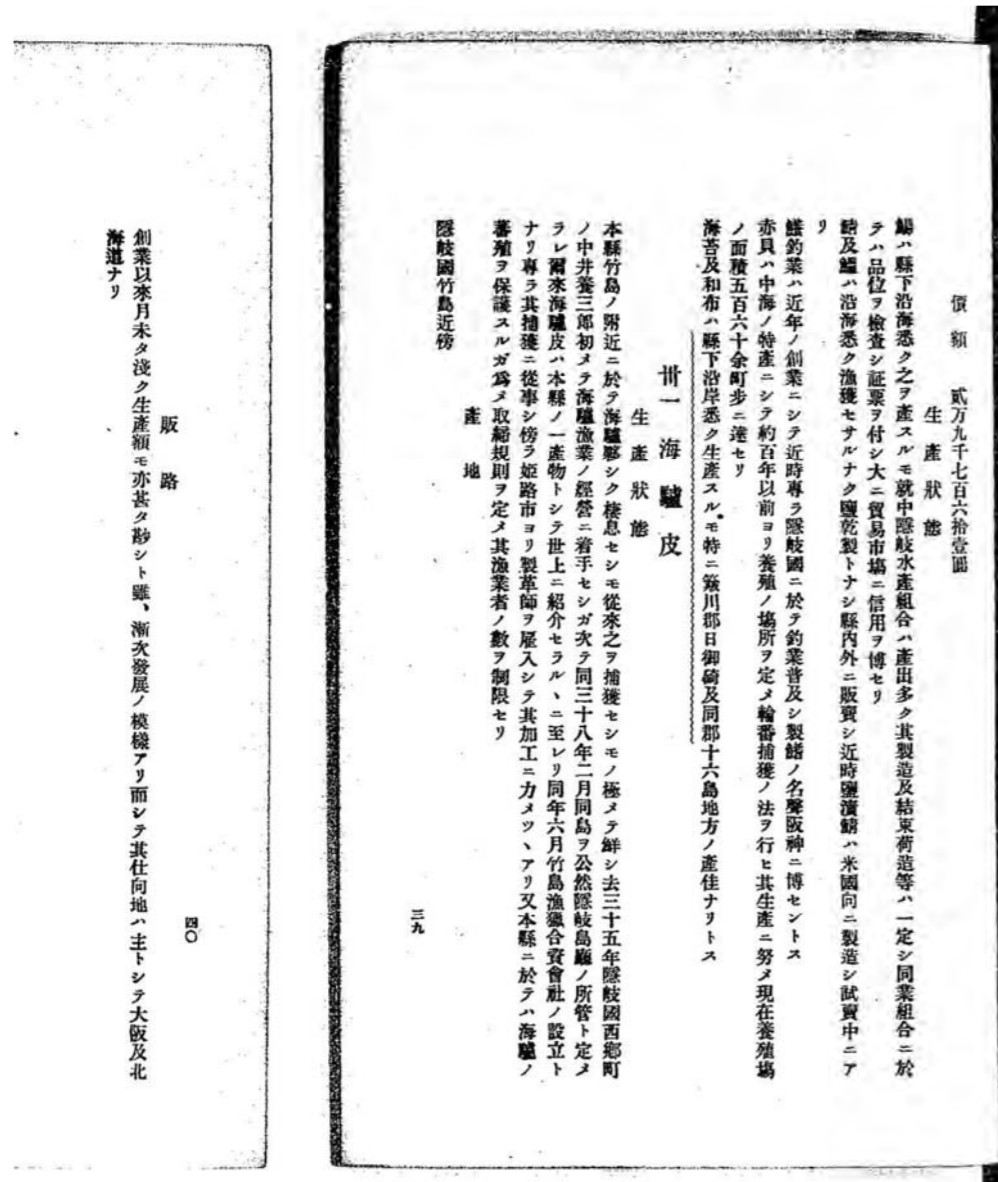 價額 貳万九千七百六拾壹圓
生產狀態
鯣ハ縣下沿海悉ク之ヲ產スルモ就中隱岐水產組合ハ產出多ク其製造及結束荷造等ハ一定シ同業組合ニ於
テハ品位ヲ檢査シ証票ヲ付シ大ニ貿易市塲ニ信用ヲ博セリ
鯖及鰮ハ沿海悉ク漁獲セサルナク鹽乾製トナシ縣內外ニ販賣シ近時鹽漬鯖ハ米國向ニ製造シ試賣中ニア
リ
鱶釣業ハ近年ノ創業ニシテ近時專ラ隱岐國ニ於テ釣業普及シ製鰭ノ名聲阪神ニ博セントス
赤貝ハ中海ノ特產ニシテ約百年以前ヨリ養殖ノ塲所ヲ定メ輪番捕獲ノ法ヲ行ヒ其生產ニ努メ現在養殖塲
ノ面積五百六十余町步ニ達セリ
海苔及和布ハ縣下沿岸悉ク生產スルモ特ニ簸川郡日御碕及同郡十六島地方ノ產佳ナリトス
卅一 海驢皮
生產狀態
本縣竹島ノ附近ニ於テ海驢夥シク棲息セシモ從來之ヲ捕獲セシモノ極メテ鮮シ去三十五年隱岐國西鄕町
ノ中井養三郎初メテ海驢漁業ノ經營ニ着手セシガ次テ同三十八年二月同島ヲ公然隱岐島廳ノ所管ト定メ
ラレ爾來海驢皮ハ本縣ノ一產物トシテ世上ニ紹介セラルヽニ至レリ同年六月竹島漁獵合資會社ノ設立ト
ナリ專ラ其捕獲ニ從事シ傍ラ姬路市ヨリ製革師ヲ雇入シテ其加工ニ力メツヽアリ又本縣ニ於テハ海驢ノ
蕃殖ヲ保護スルガ爲メ取締規則ヲ定メ其漁業者ノ數ヲ制限セリ
產地
隱岐國竹島近傍
三九
四〇
販路
創業以來月未タ淺ク生產額モ亦甚タ尠シト雖、漸次發展ノ模樣アリ而シテ其仕向地ハ主トシテ大阪及北
海道ナリ